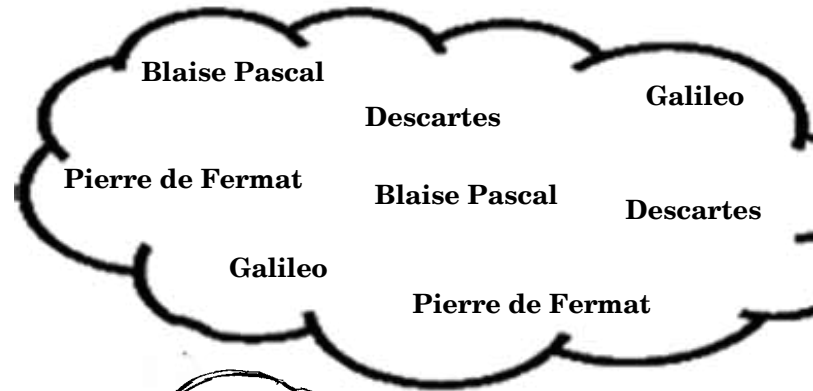 Blaise Pascal
Galileo
Descartes
Pierre de Fermat
Blaise Pascal
Descartes
Galileo
Pierre de Fermat